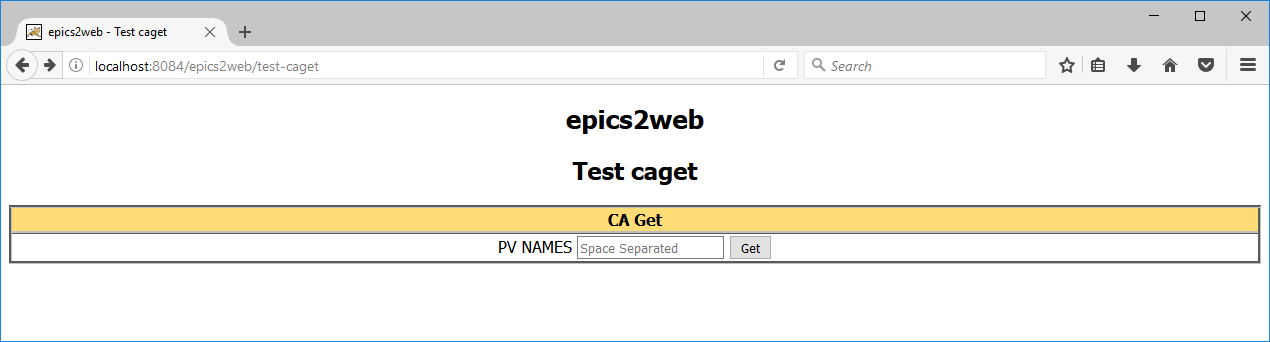 epics2web - Test caget
localhost:8084/epics2web/test-caget
Search
epics2web
Test caget
CA Get
PV NAMES Space Separated Get